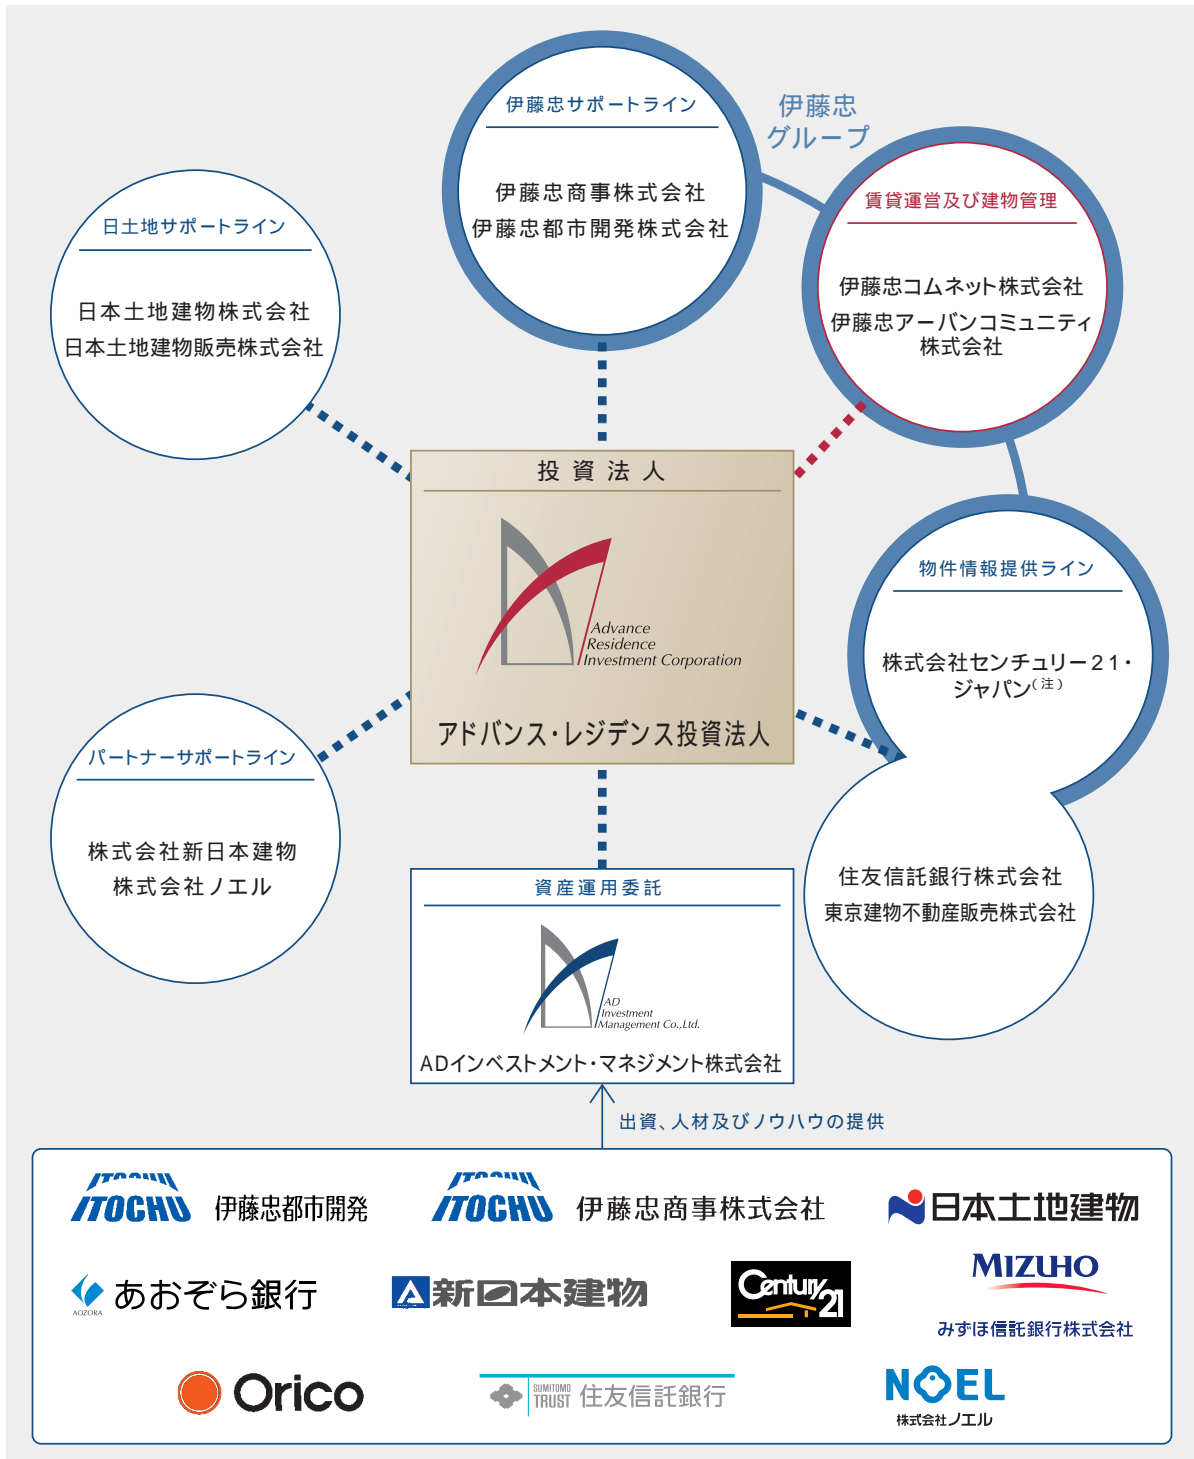 伊藤忠サポートライン
伊藤忠商事株式会社
伊藤忠都市開発株式会社
伊藤忠
グループ
賃貸運営及び建物管理
伊藤忠コムネット株式会社
伊藤忠アーバンコミュニティ
株式会社
日土地サポートライン
日本土地建物株式会社
日本土地建物販売株式会社
投資法人
Advance
Residence
Investment Corporation
アドバンス・レジデンス投資法人
物件情報提供ライン
株式会社センチュリー21・
ジャパン(注)
住友信託銀行株式会社
東京建物不動産販売株式会社
パートナーサポートライン
株式会社新日本建物
株式会社ノエル
資産運用委託
AD
Investment
Management Co.,Ltd.
ADインベストメント・マネジメント株式会社
出資、人材及びノウハウの提供
ITOCHU
ITOCHU 伊藤忠都市開発
ITOCHU
ITOCHU 伊藤忠商事株式会社
日本土地建物
AOZORA あおぞら銀行
新日本建物
Century 21
MIZUHO
みずほ信託銀行株式会社
Orico
SUMITOMO
TRUST 住友信託銀行
NOEL
株式会社ノエル